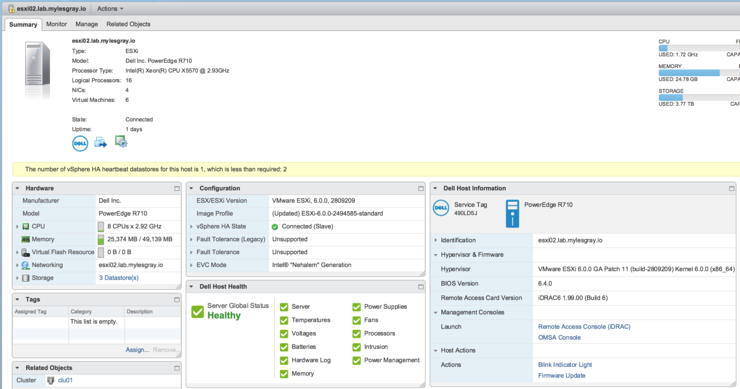 esxi02.lab.mylesgray.io Actions
Summary Monitor Manage Related Objects
esxi02.lab.mylesgray.io
Type: ESXi
Model: Dell Inc. PowerEdge R710
Processor Type: Intel(R) Xeon(R) CPU X5570 @ 2.93GHz
Logical Processors: 16
NICs: 4
Virtual Machines: 6
State: Connected
Uptime: 1 days
DELL
CPU
USED: 1.72 GHz CAPA
MEMORY
USED: 24.78 GB CAPA
STORAGE
USED: 3.77 TB CAPA
The number of vSphere HA heartbeat datastores for this host is 1, which is less than required: 2
Hardware
Manufacturer Dell Inc.
Model PowerEdge R710
CPU 8 CPUs x 2.92 GHz
Memory 25,374 MB / 49,139 MB
Virtual Flash Resource 0 B / 0 B
Networking esxi02.lab.mylesgray.io
Storage 3 Datastore(s)
Tags
Assigned Tag Category Description
This list is empty.
Assign... Remove...
Related Objects
Cluster clu01
Configuration
ESX/ESXi Version VMware ESXi, 6.0.0, 2809209
Image Profile (Updated) ESXi-6.0.0-2494585-standard
vSphere HA State Connected (Slave)
Fault Tolerance (Legacy) Unsupported
Fault Tolerance Unsupported
EVC Mode Intel® "Nehalem" Generation
Dell Host Health
Server Global Status
Healthy
Server Power Supplies
Temperatures Fans
Voltages Processors
Batteries Intrusion
Hardware Log Power Management
Memory
Dell Host Information
DELL Service Tag PowerEdge R710
490LD5J
Identification esxi02.lab.mylesgray.io
Hypervisor & Firmware
Hypervisor VMware ESXi 6.0.0 GA Patch 11 (build-2809209) Kernel 6.0.0 (x86_64)
BIOS Version 6.4.0
Remote Access Card Version iDRAC6 1.99.00 (Build 6)
Management Consoles
Launch Remote Access Console (iDRAC)
OMSA Console
Host Actions
Actions Blink Indicator Light
Firmware Update